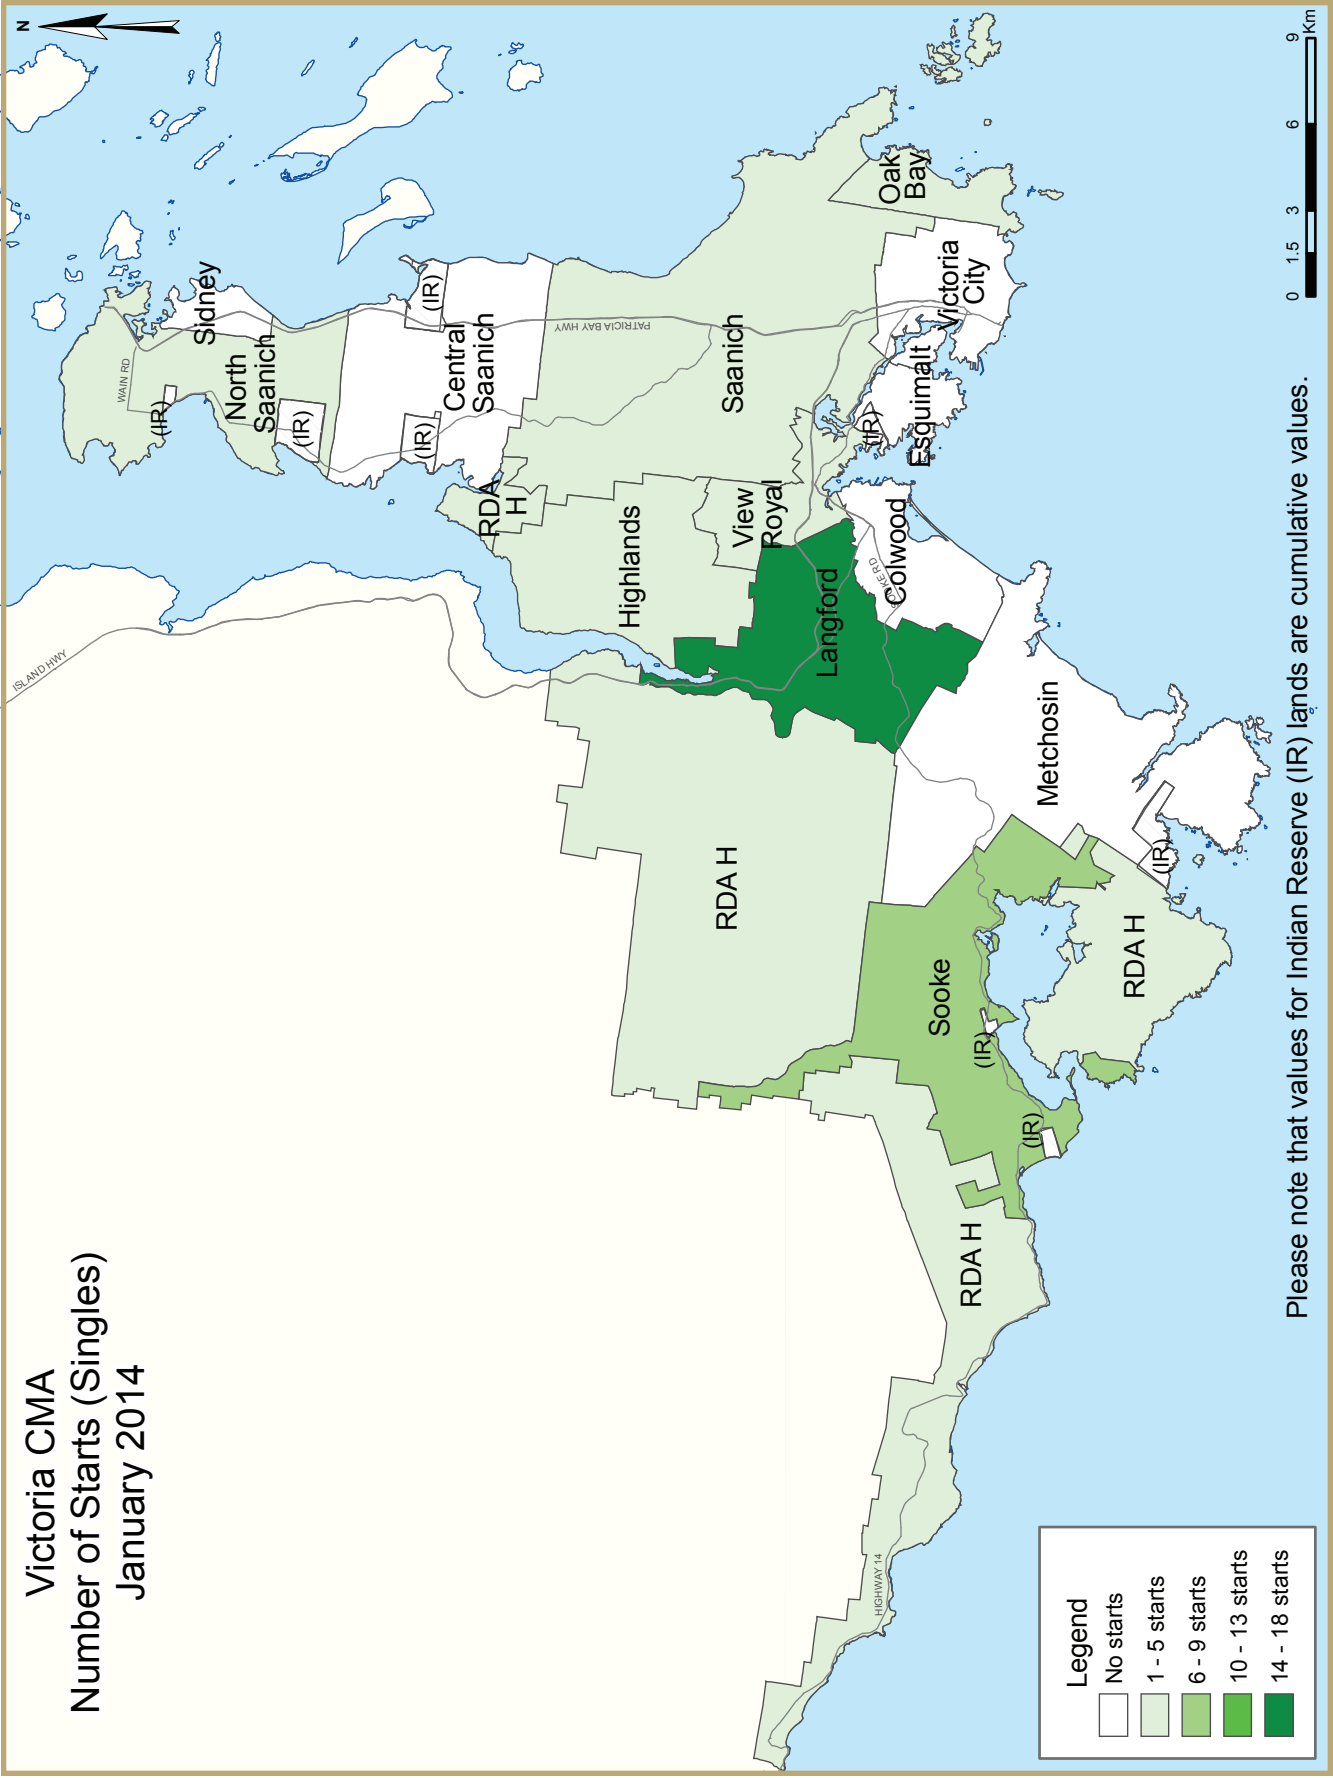 Victoria CMA
Number of Starts (Singles)
January 2014
N
ISLAND HWY
WAIN RD
(IR)
Sidney
North
Saanich
(IR)
(IR)
Central
Saanich
(IR)
PATRICIA BAY HWY
RDA
H
Saanich
Highlands
View
Royal
Oak
Bay
Victoria
City
(IR)
Esquimalt
Langford
Colwood
RDA H
Metchosin
(IR)
Sooke
(IR)
(IR)
RDA H
RDA H
HIGHWAY 14
Legend
No starts
1 - 5 starts
6 - 9 starts
10 - 13 starts
14 - 18 starts
Please note that values for Indian Reserve (IR) lands are cumulative values.
0 1.5 3 6 9
Km